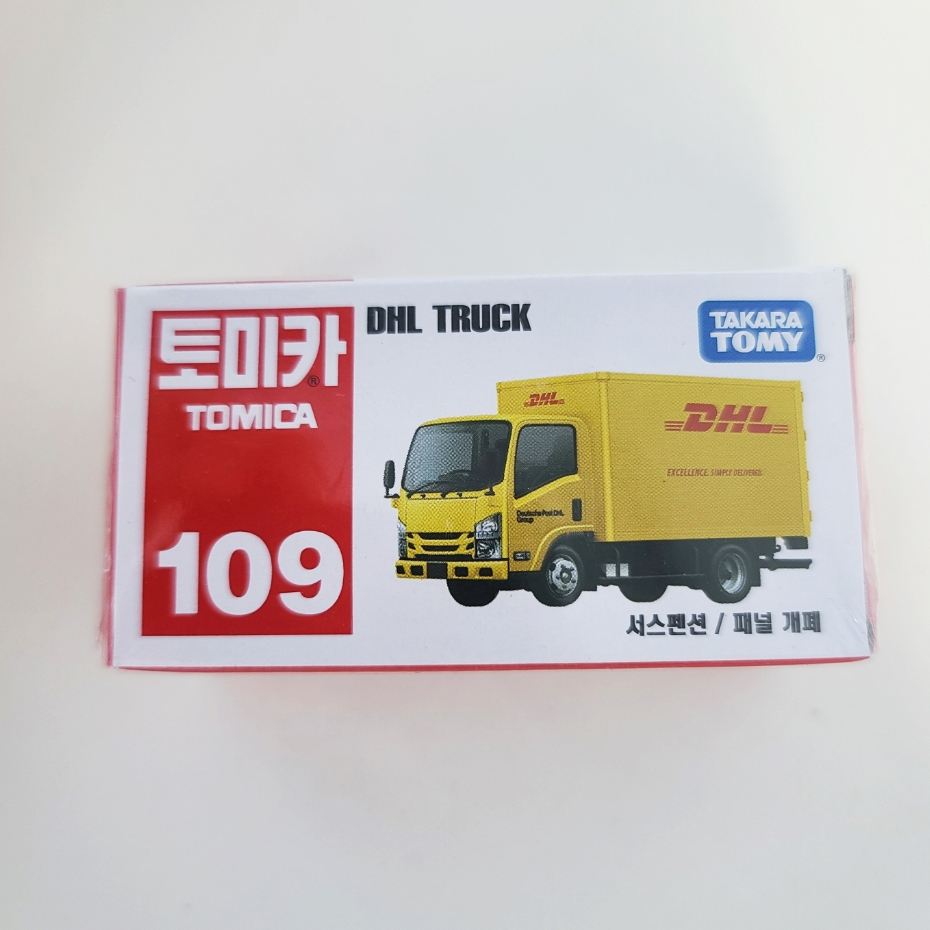 토미카®
TOMICA
109
DHL TRUCK
TAKARA
TOMY®
DHL
DHL
EXCELLENCE. SIMPLY DELIVERED.
Deutsche Post DHL
Group
서스펜션 / 패널 개폐